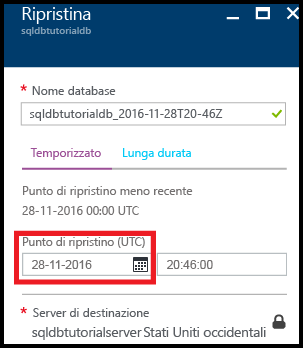 Ripristina
sqldbtutorialdb
* Nome database
sqldbtutorialdb_2016-11-28T20-46Z
Temporizzato Lunga durata
Punto di ripristino meno recente
28-11-2016 00:00 UTC
Punto di ripristino (UTC)
28-11-2016 20:46:00
* Server di destinazione
sqldbtutorialserver Stati Uniti occidentali